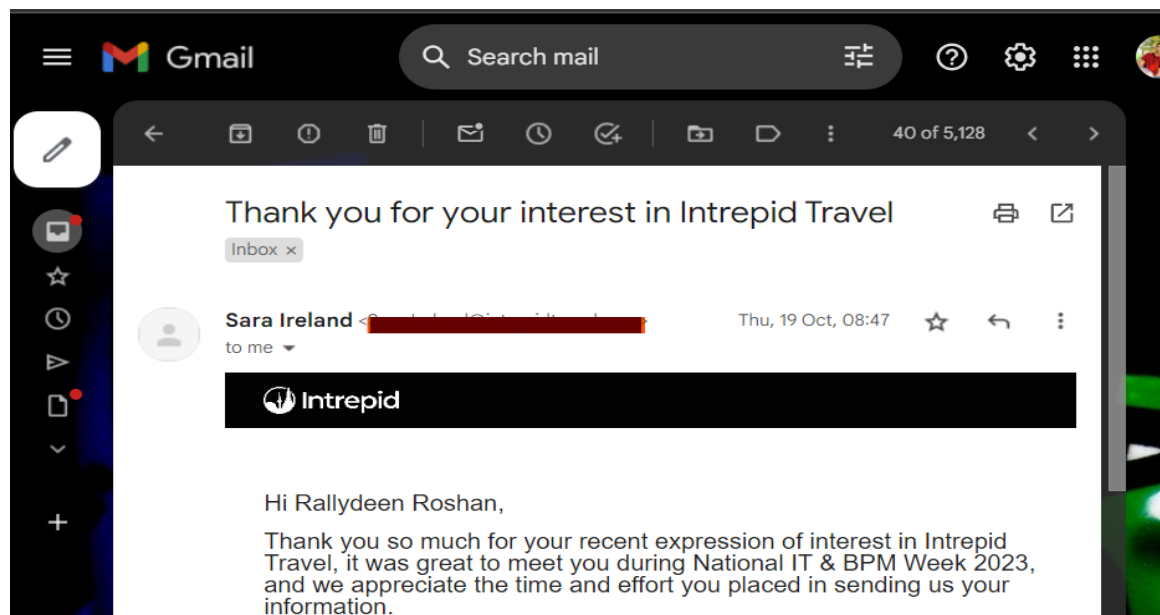 Gmail
Search mail
40 of 5,128
Thank you for your interest in Intrepid Travel
Inbox ×
Sara Ireland
Thu, 19 Oct, 08:47
to me
Intrepid
Hi Rallydeen Roshan,
Thank you so much for your recent expression of interest in Intrepid
Travel, it was great to meet you during National IT & BPM Week 2023,
and we appreciate the time and effort you placed in sending us your
information.